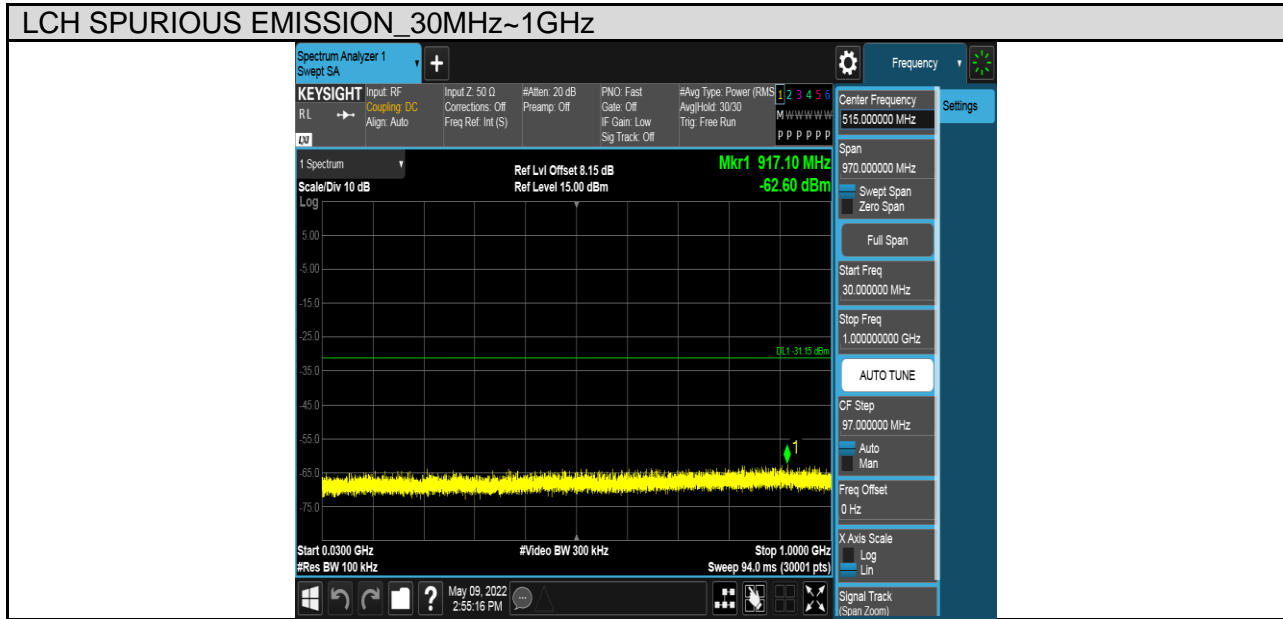 LCH SPURIOUS EMISSION_30MHz~1GHz
Spectrum Analyzer 1
Swept SA
Frequency
KEYSIGHT
RL
LXI
Input: RF
Coupling: DC
Align: Auto
Input Z: 50 Ω
Corrections: Off
Freq Ref: Int (S)
#Atten: 20 dB
Preamp: Off
PNO: Fast
Gate: Off
IF Gain: Low
Sig Track: Off
#Avg Type: Power (RMS
Avg|Hold: 30/30
Trig: Free Run
1 2 3 4 5 6
M W W W W W
P P P P P P
1 Spectrum
Scale/Div 10 dB
Log
Ref Lvl Offset 8.15 dB
Ref Level 15.00 dBm
Mkr1 917.10 MHz
-62.60 dBm
5.00
-5.00
-15.0
-25.0
DL1 -31.15 dBm
-35.0
-45.0
-55.0
1
-65.0
-75.0
Start 0.0300 GHz
#Res BW 100 kHz
#Video BW 300 kHz
Stop 1.0000 GHz
Sweep 94.0 ms (30001 pts)
May 09, 2022
2:55:16 PM
Center Frequency
515.000000 MHz
Settings
Span
970.000000 MHz
Swept Span
Zero Span
Full Span
Start Freq
30.000000 MHz
Stop Freq
1.000000000 GHz
AUTO TUNE
CF Step
97.000000 MHz
Auto
Man
Freq Offset
0 Hz
X Axis Scale
Log
Lin
Signal Track
(Span Zoom)